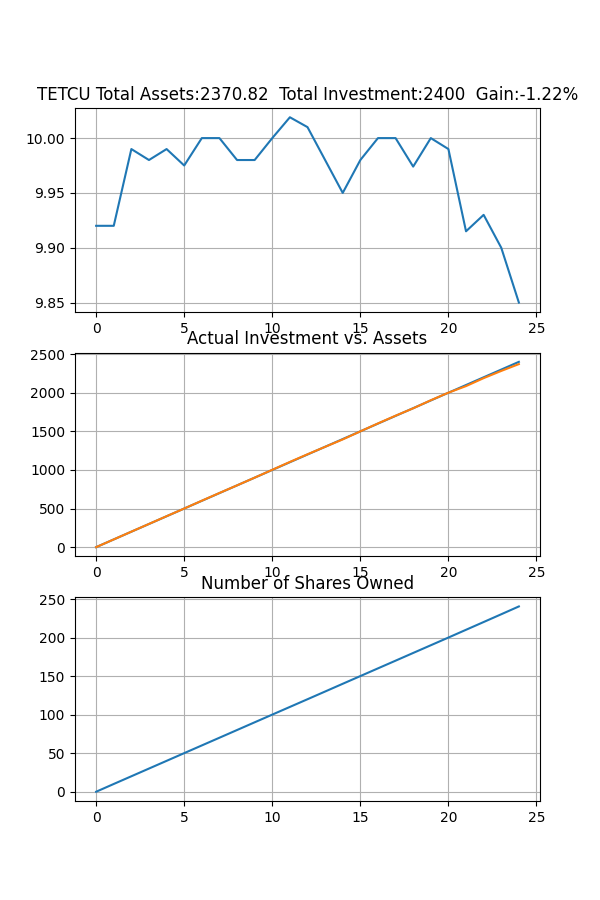 TETCU Total Assets:2370.82  Total Investment:2400  Gain:-1.22%
10.00
9.95
9.90
9.85
0 5 10 15 20 25
Actual Investment vs. Assets
2500
2000
1500
1000
500
0
0 5 10 15 20 25
Number of Shares Owned
250
200
150
100
50
0
0 5 10 15 20 25